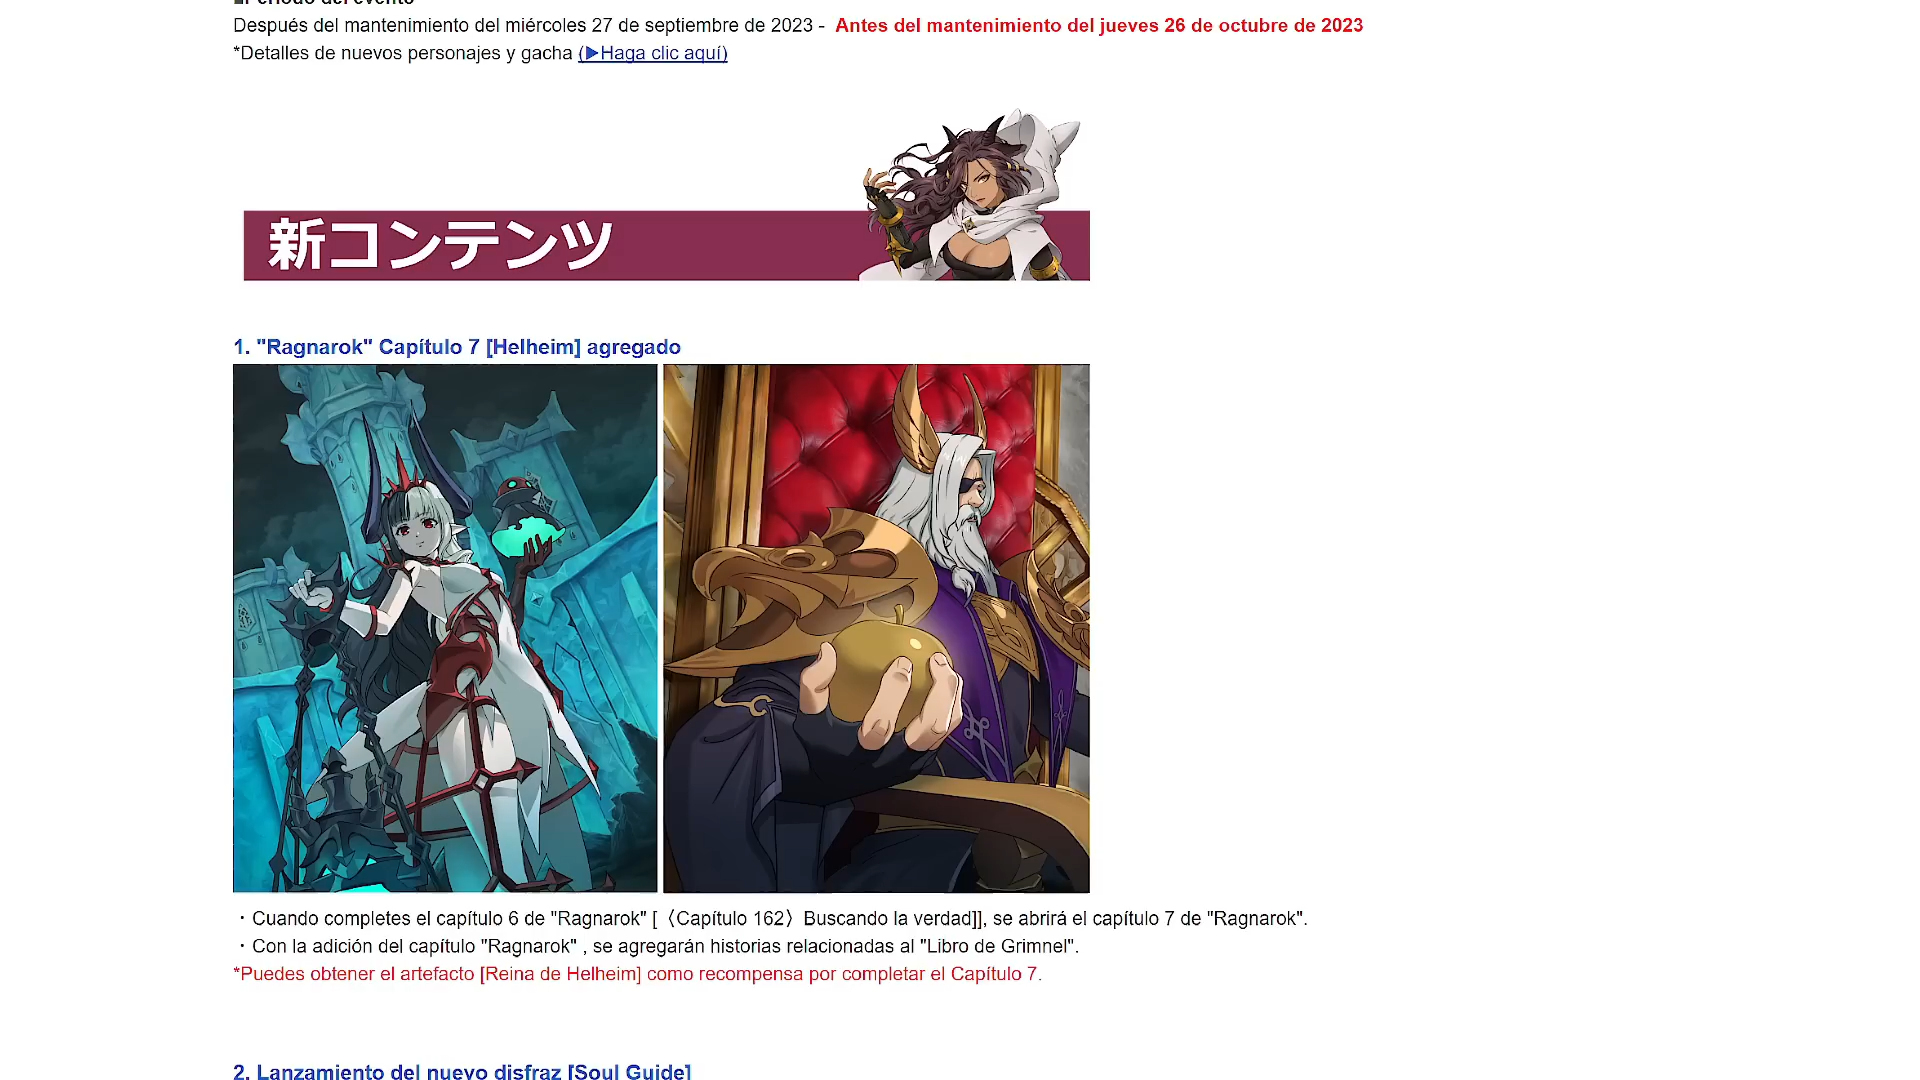 ■Periodo del evento
Después del mantenimiento del miércoles 27 de septiembre de 2023 - Antes del mantenimiento del jueves 26 de octubre de 2023
*Detalles de nuevos personajes y gacha (▶Haga clic aquí)
新コンテンツ
1. "Ragnarok" Capítulo 7 [Helheim] agregado
・Cuando completes el capítulo 6 de "Ragnarok" [〈Capítulo 162〉Buscando la verdad]], se abrirá el capítulo 7 de "Ragnarok".
・Con la adición del capítulo "Ragnarok" , se agregarán historias relacionadas al "Libro de Grimnel".
*Puedes obtener el artefacto [Reina de Helheim] como recompensa por completar el Capítulo 7.
2. Lanzamiento del nuevo disfraz [Soul Guide]